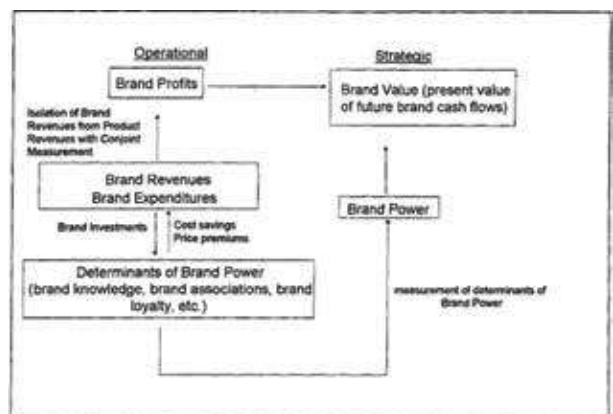 Operational
Strategic
Brand Profits
Brand Value (present value
of future brand cash flows)
Isolation of Brand
Revenues from Product
Revenues with Conjoint
Measurement
Brand Revenues
Brand Expenditures
Brand Power
Brand Investments
Cost savings
Price premiums
Determinants of Brand Power
(brand knowledge, brand associations, brand
loyalty, etc.)
measurement of determinants of
Brand Power